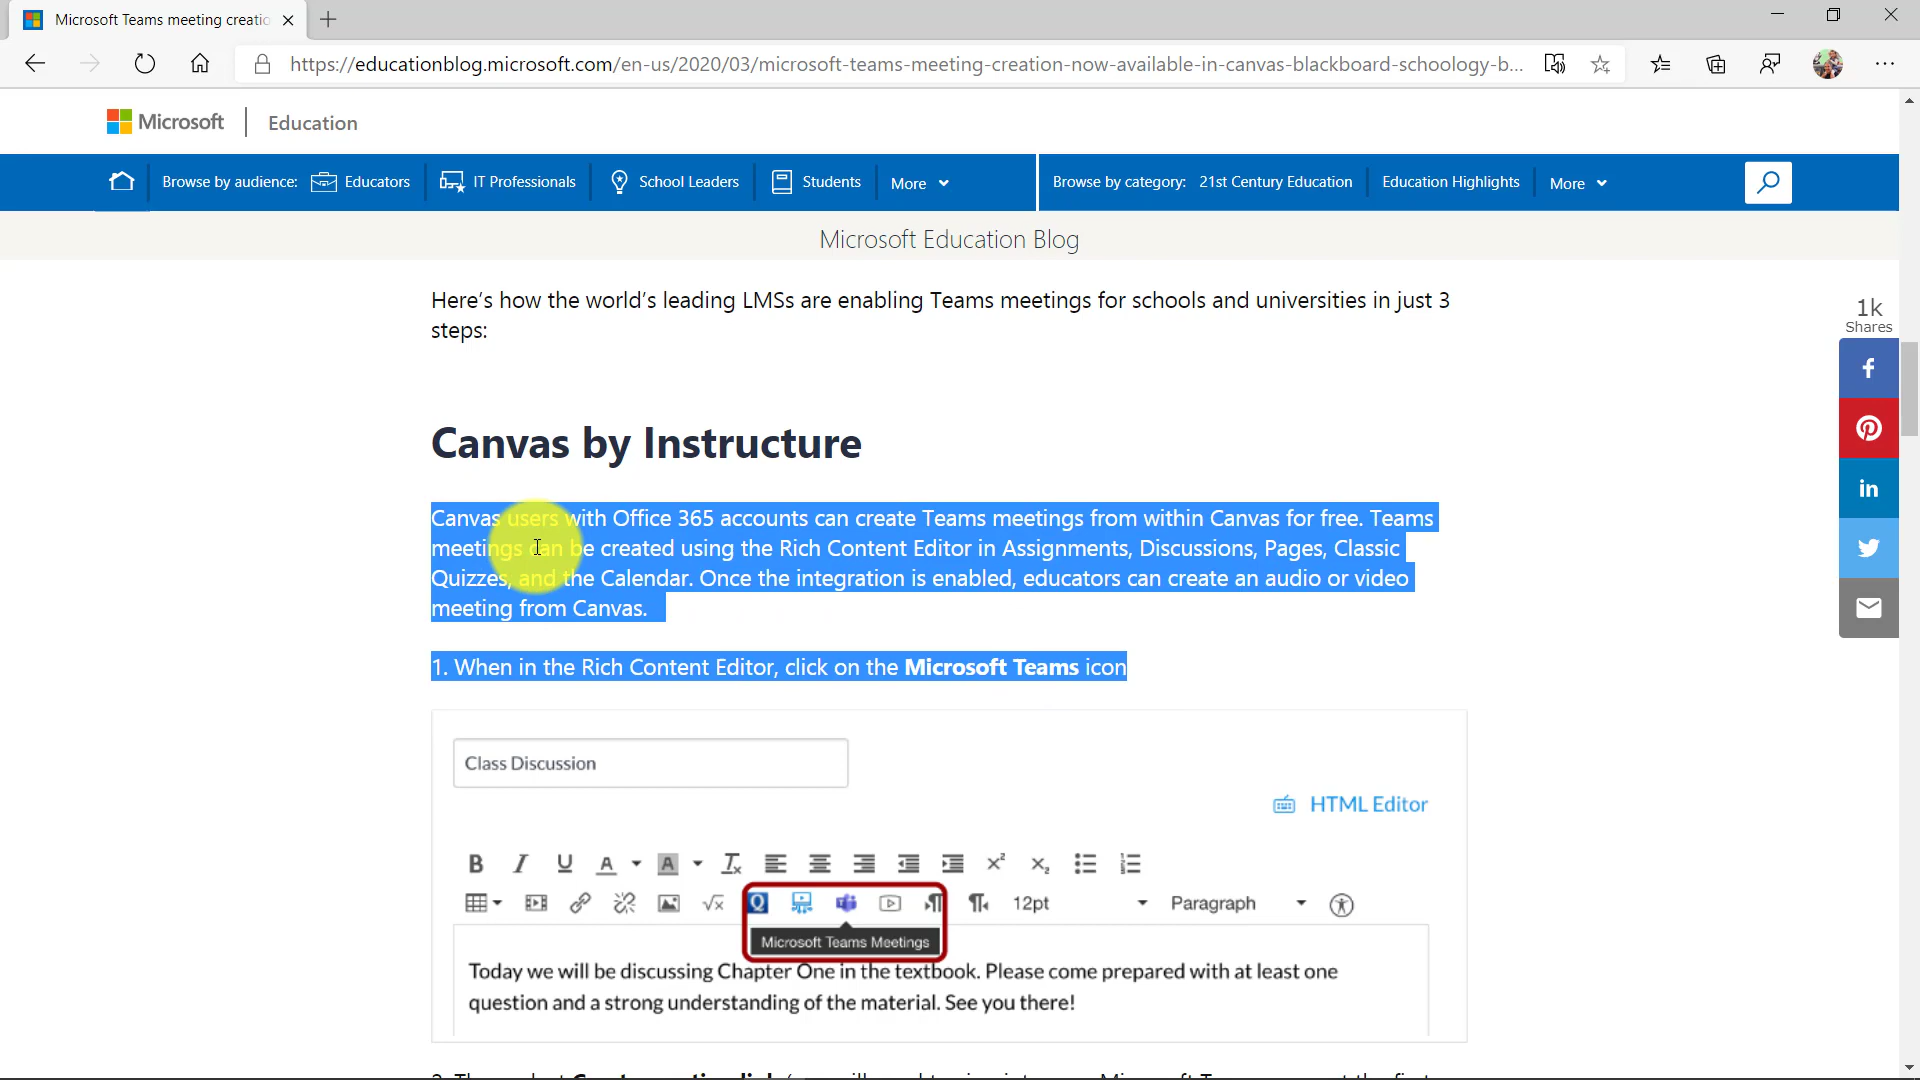 Microsoft Teams meeting creatio
https://educationblog.microsoft.com/en-us/2020/03/microsoft-teams-meeting-creation-now-available-in-canvas-blackboard-schoology-b...
Microsoft | Education
Browse by audience: Educators IT Professionals School Leaders Students More Browse by category: 21st Century Education Education Highlights More
Microsoft Education Blog
Here's how the world's leading LMSs are enabling Teams meetings for schools and universities in just 3
steps:
1k
Shares
Canvas by Instructure
Canvas users with Office 365 accounts can create Teams meetings from within Canvas for free. Teams
meetings can be created using the Rich Content Editor in Assignments, Discussions, Pages, Classic
Quizzes, and the Calendar. Once the integration is enabled, educators can create an audio or video
meeting from Canvas.
1. When in the Rich Content Editor, click on the Microsoft Teams icon
Class Discussion
HTML Editor
12pt Paragraph
Microsoft Teams Meetings
Today we will be discussing Chapter One in the textbook. Please come prepared with at least one
question and a strong understanding of the material. See you there!